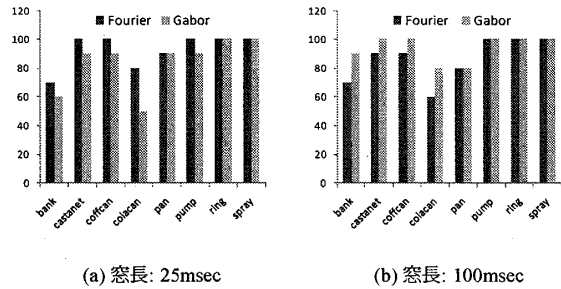 Fourier Gabor
120
100
80
60
40
20
0
bank castanet coffcan colacan pan pump ring spray
(a) 窓長: 25msec
Fourier Gabor
120
100
80
60
40
20
0
bank castanet coffcan colacan pan pump ring spray
(b) 窓長: 100msec